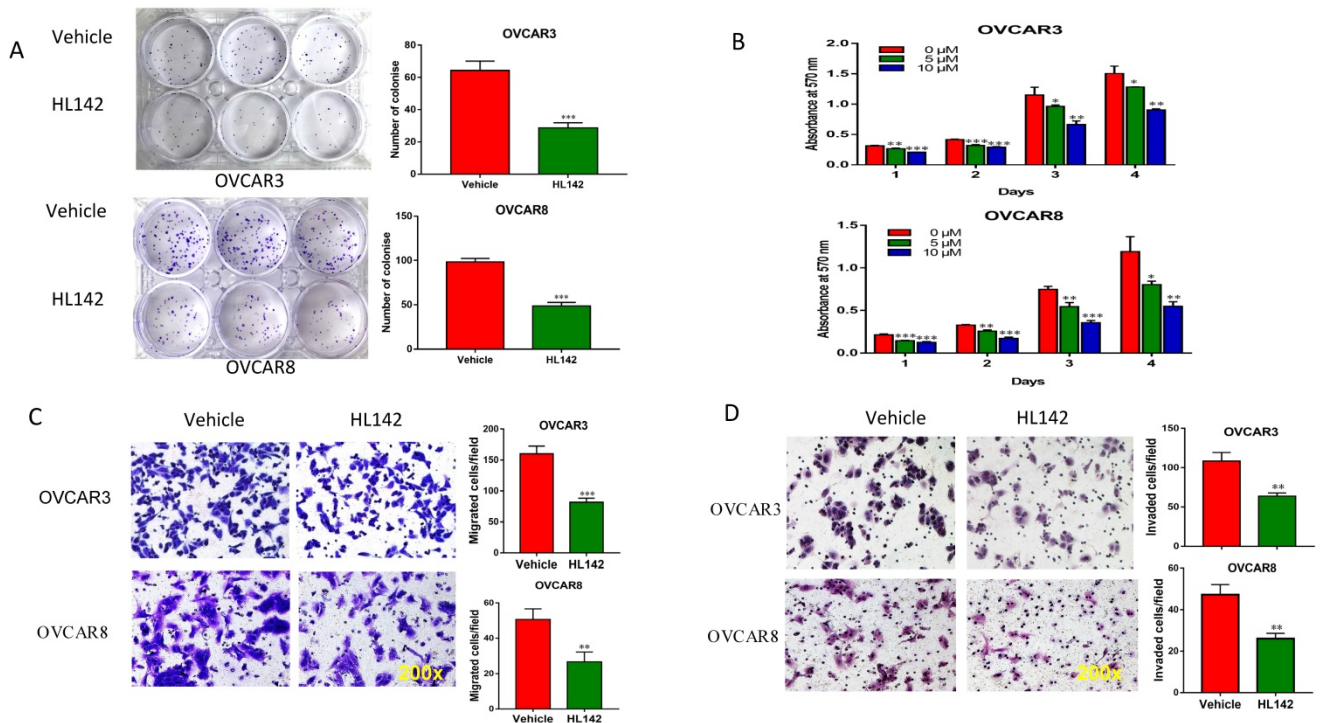 A
Vehicle
HL142
OVCAR3
Vehicle
HL142
OVCAR8
OVCAR3
Number of colonise
80
60
40
20
0
***
Vehicle
HL142
OVCAR8
Number of colonise
150
100
50
0
***
Vehicle
HL142
B
OVCAR3
0 µM
5 µM
10 µM
Absorbance at 570 nm
2.0
1.5
1.0
0.5
0.0
** *** *** *** * ** * **
1 2 3 4
Days
OVCAR8
0 µM
5 µM
10 µM
Absorbance at 570 nm
1.5
1.0
0.5
0.0
*** *** ** *** ** *** * **
1 2 3 4
Days
C
Vehicle HL142
OVCAR3
OVCAR8
200x
OVCAR3
Migrated cells/field
200
150
100
50
0
***
Vehicle HL142
OVCAR8
Migrated cells/field
60
40
20
0
**
Vehicle HL142
D
Vehicle HL142
OVCAR3
OVCAR8
200x
OVCAR3
Invaded cells/field
150
100
50
0
**
OVCAR8
Invaded cells/field
60
40
20
0
**
Vehicle HL142